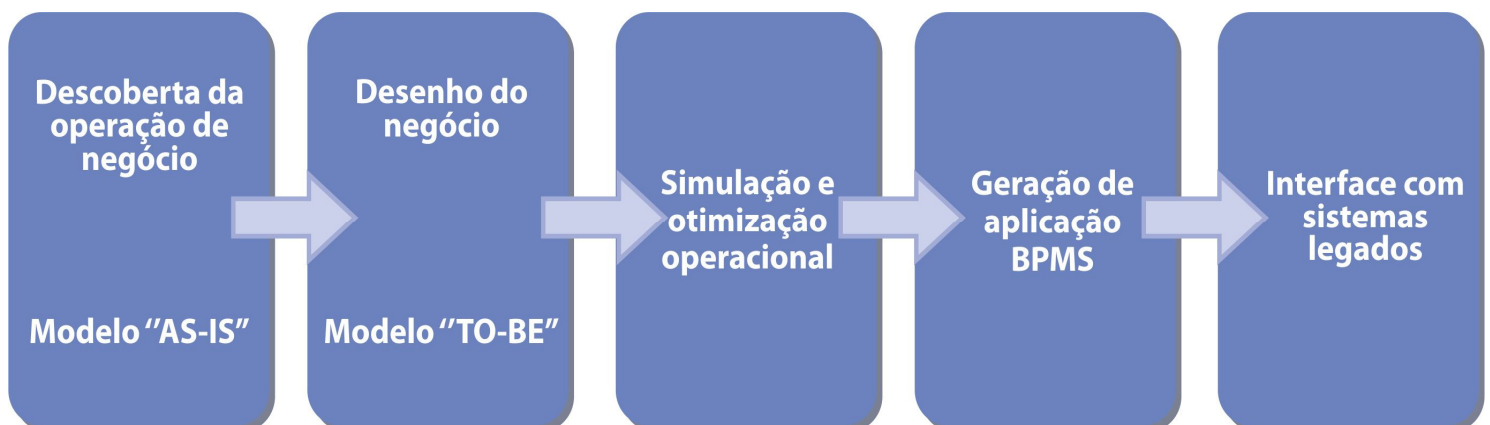 Descoberta da
operação de
negócio
Modelo ‘’AS-IS”
Desenho do
negócio
Modelo ‘’TO-BE”
Simulação e
otimização
operacional
Geração de
aplicação
BPMS
Interface com
sistemas
legados